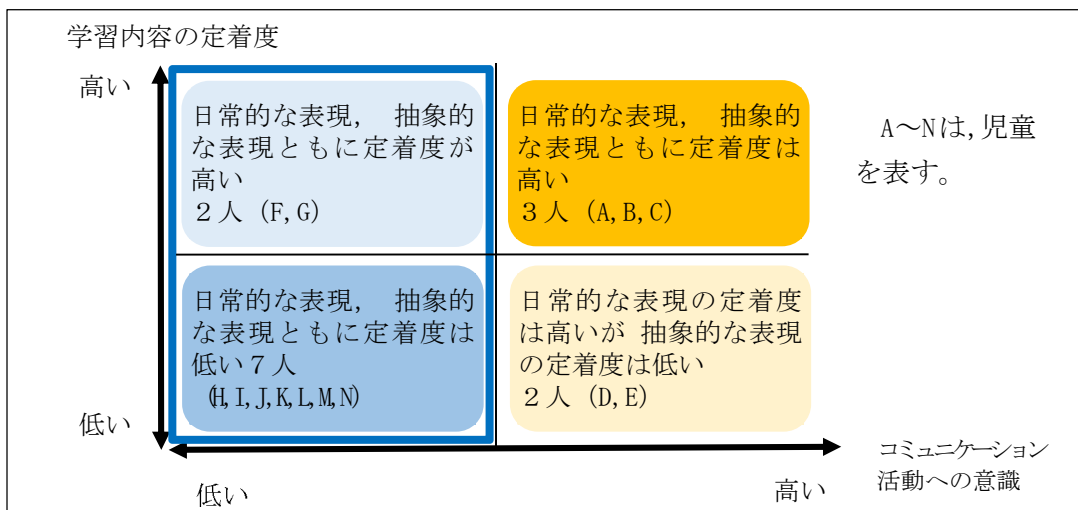 学習内容の定着度
高い
日常的な表現， 抽象的
な表現ともに定着度が
高い
２人 (F,G)
日常的な表現， 抽象的
な表現ともに定着度は
高い
３人 (A,B,C)
A～Nは,児童
を表す。
日常的な表現， 抽象的
な表現ともに定着度は
低い７人
(H,I,J,K,L,M,N)
日常的な表現の定着度
は高いが 抽象的な表現
の定着度は低い
２人 (D,E)
低い
低い
高い
コミュニケーション
活動への意識